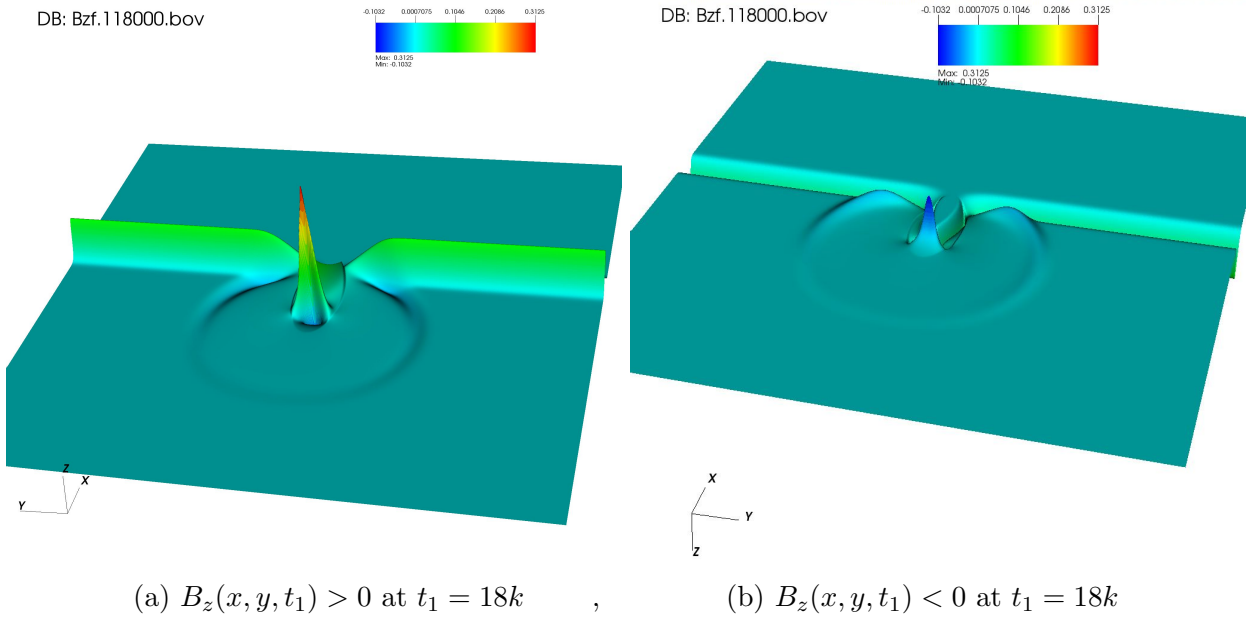 DB: Bzf.118000.bov
-0.1032 0.0007075 0.1046 0.2086 0.3125
Max: 0.3125
Min: -0.1032
Z
X
Y
DB: Bzf.118000.bov
-0.1032 0.0007075 0.1046 0.2086 0.3125
Max: 0.3125
Min: -0.1032
X
Y
Z
(a) $B_z(x, y, t_1) > 0$ at $t_1 = 18k$ ,
(b) $B_z(x, y, t_1) < 0$ at $t_1 = 18k$